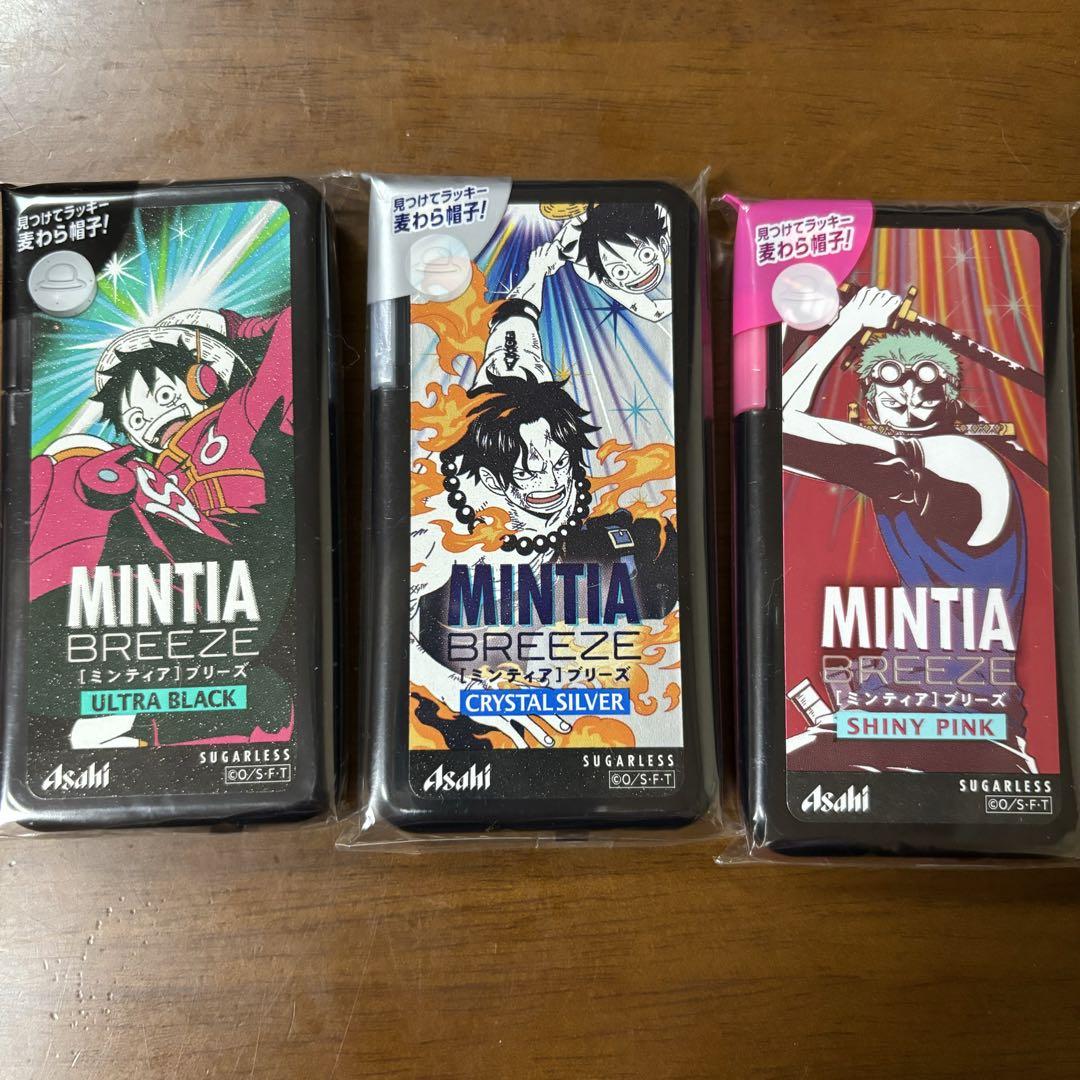 見つけてラッキー
麦わら帽子!
MINTIA
BREEZE
[ミンティア]ブリーズ
ULTRA BLACK
SUGARLESS
Asahi
©O/S・F・T
見つけてラッキー
麦わら帽子!
MINTIA
BREEZE
[ミンティア]ブリーズ
CRYSTAL SILVER
SUGARLESS
Asahi
©O/S・F・T
見つけてラッキー
麦わら帽子!
MINTIA
BREEZE
[ミンティア]ブリーズ
SHINY PINK
SUGARLESS
Asahi
©O/S・F・T